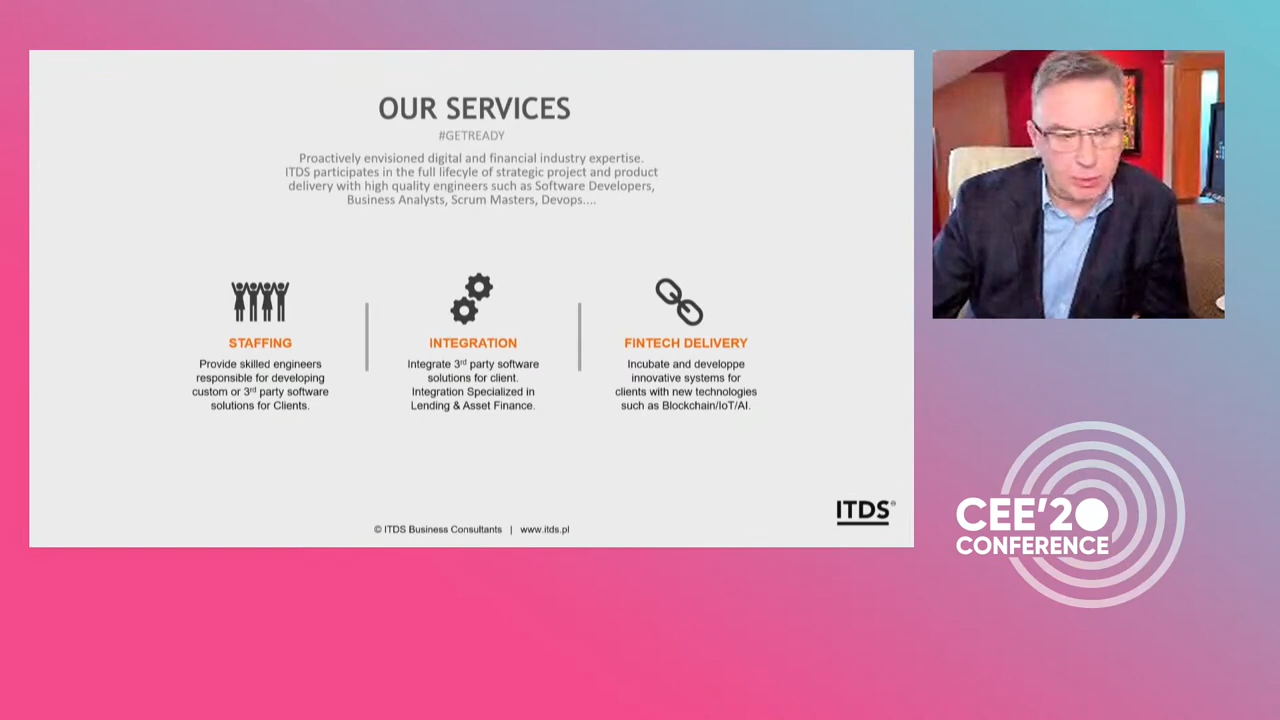 OUR SERVICES
#GETREADY
Proactively envisioned digital and financial industry expertise.
ITDS participates in the full lifecyle of strategic project and product
delivery with high quality engineers such as Software Developers,
Business Analysts, Scrum Masters, Devops....
STAFFING
Provide skilled engineers
responsible for developing
custom or 3rd party software
solutions for Clients.
INTEGRATION
Integrate 3rd party software
solutions for client.
Integration Specialized in
Lending & Asset Finance.
FINTECH DELIVERY
Incubate and developpe
innovative systems for
clients with new technologies
such as Blockchain/IoT/AI.
ITDS®
© ITDS Business Consultants | www.itds.pl
CEE'20
CONFERENCE